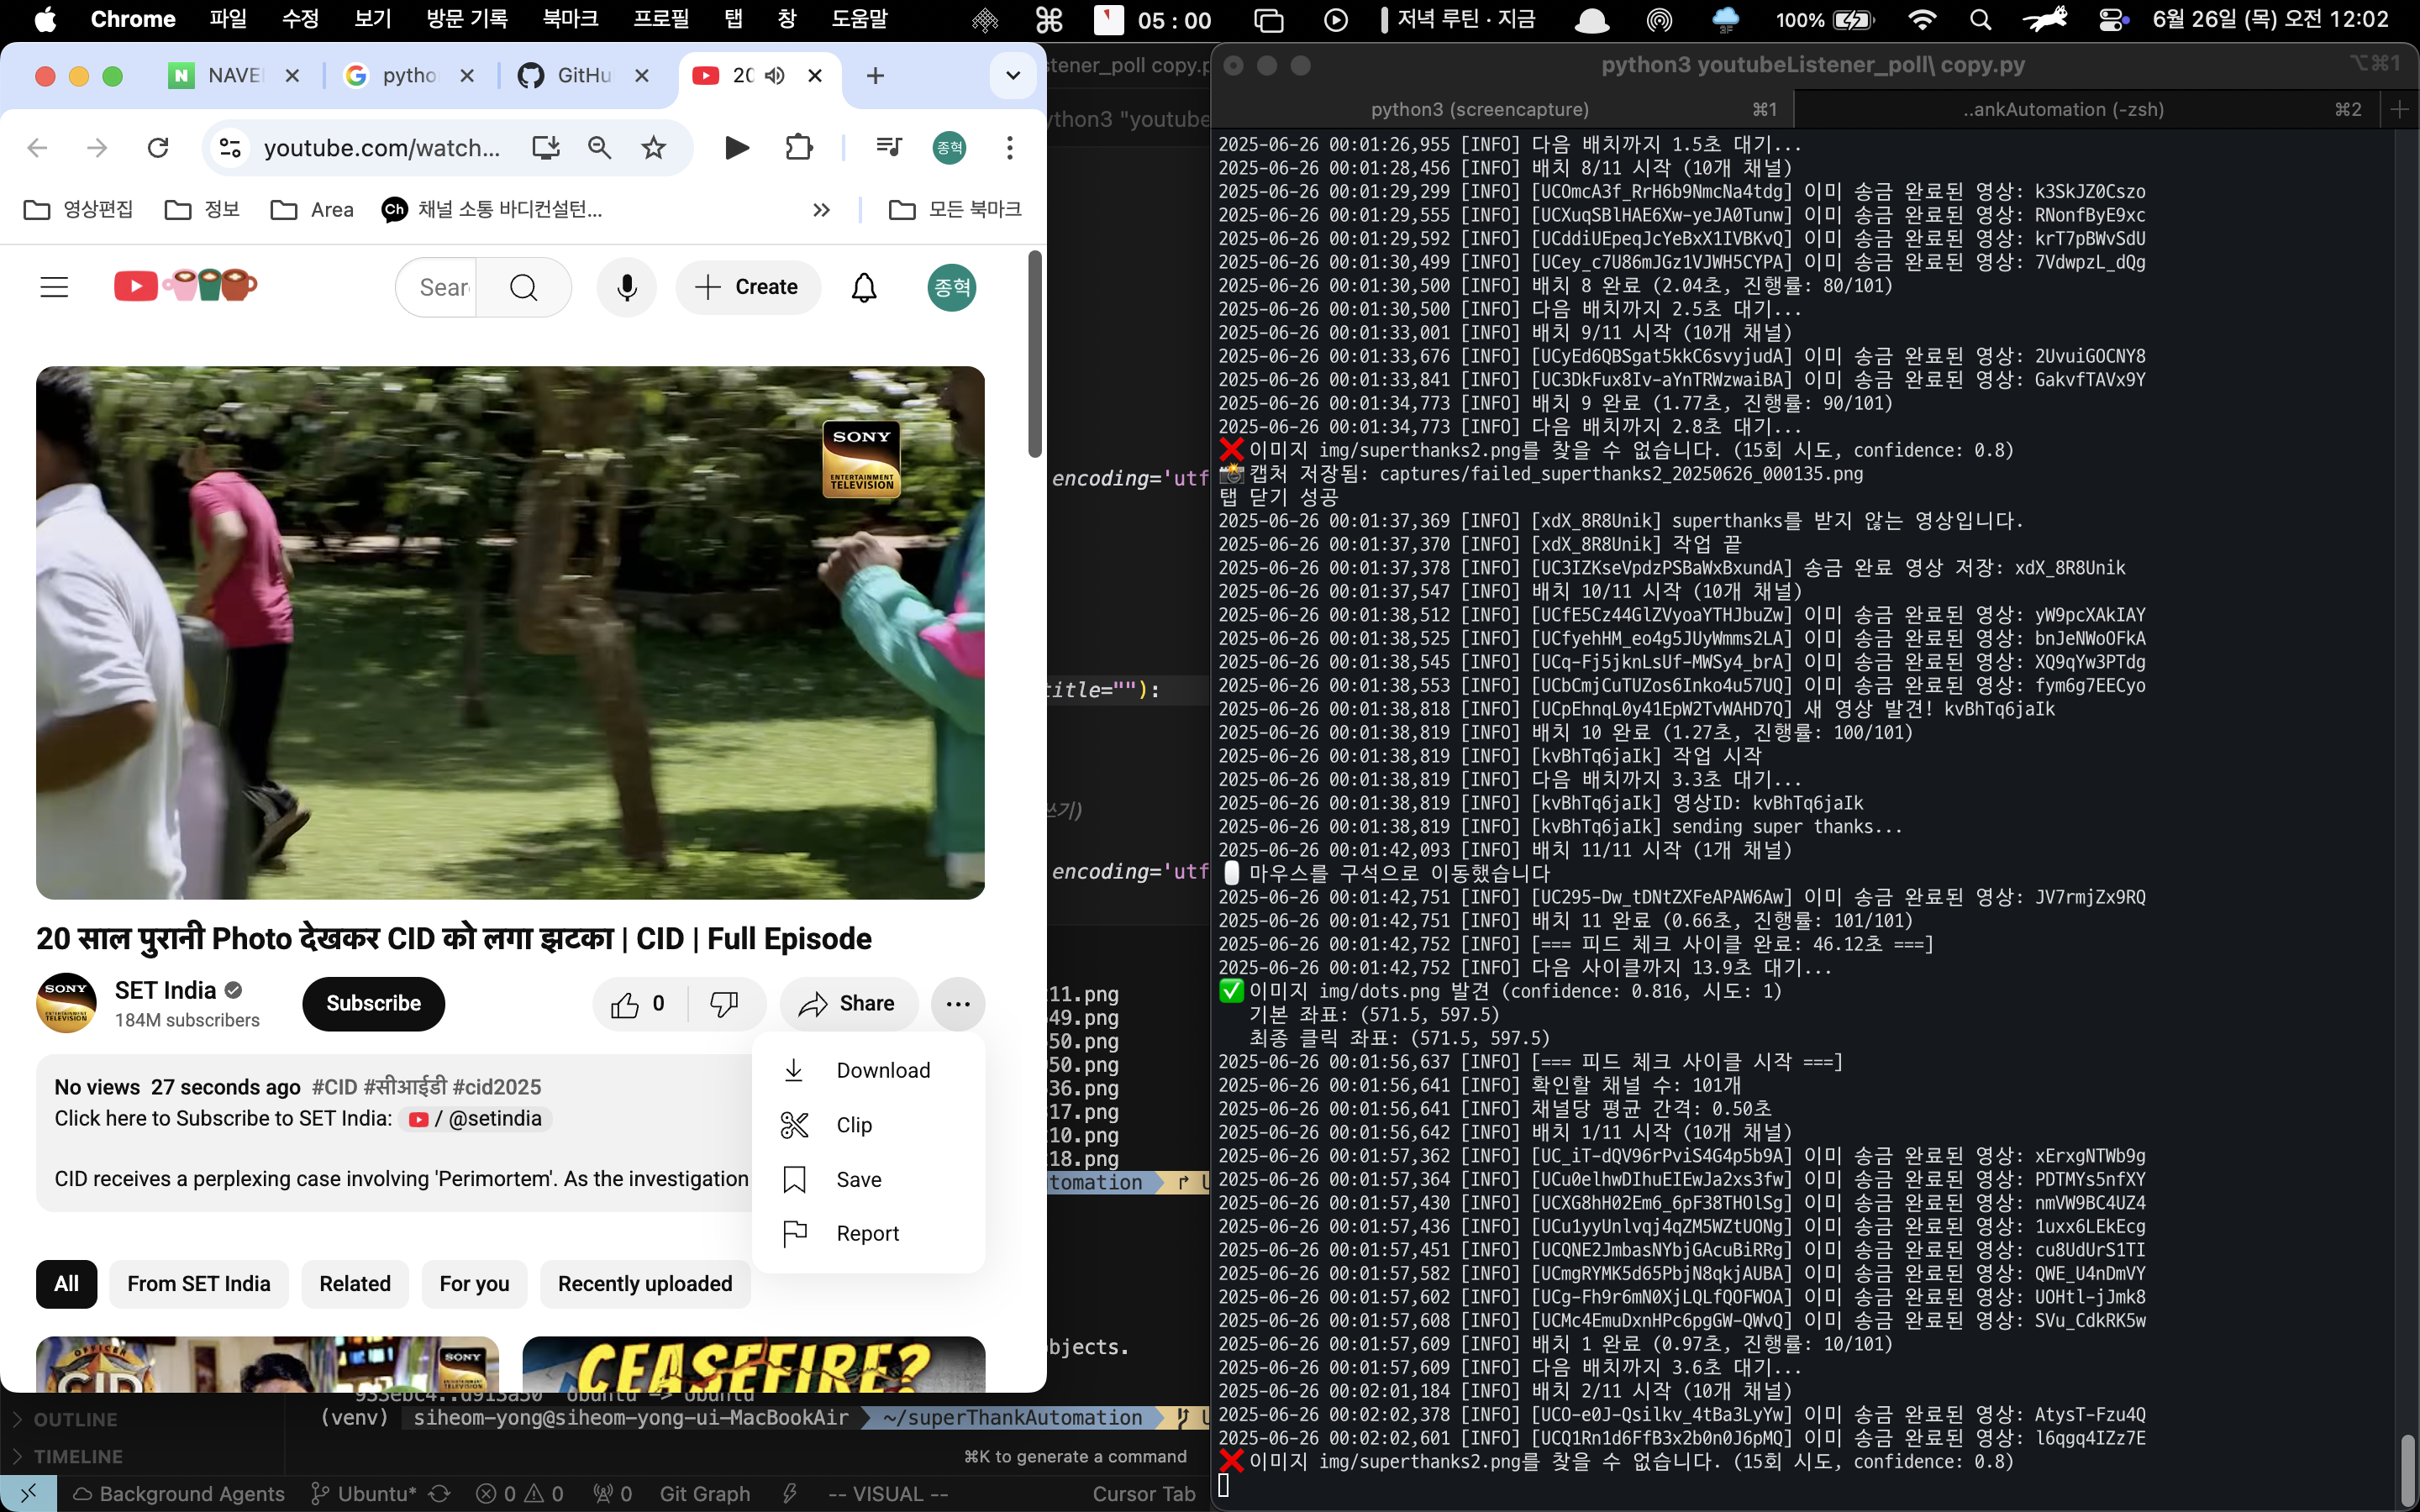 Chrome 파일 수정 보기 방문 기록 북마크 프로필 탭 창 도움말 05 : 00 저녁 루틴 · 지금 3F 100% 6월 26일 (목) 오전 12:02
N NAVE pytho GitHu 20
youtube.com/watch... 종혁
영상편집 정보 Area Ch 채널 소통 바디컨설턴... 모든 북마크
Sear Create 종혁
SONY
ENTERTAINMENT
TELEVISION
20 साल पुरानी Photo देखकर CID को लगा झटका | CID | Full Episode
SONY
ENTERTAINMENT
TELEVISION
SET India
184M subscribers
Subscribe
0
Share
Download
Clip
Save
Report
No views 27 seconds ago #CID #सीआईडी #cid2025
Click here to Subscribe to SET India: / @setindia
CID receives a perplexing case involving 'Perimortem'. As the investigation
All From SET India Related For you Recently uploaded
OFFICER
CID
SONY
CEASEFIRE?
stener_poll copy.p
ython3 "youtube
encoding='utf
title=""):
쓰기)
encoding='utf
11.png
49.png
50.png
50.png
36.png
17.png
10.png
18.png
tomation
bjects.
933ebc4..d913a50 Ubuntu -> Ubuntu
(venv) siheom-yong@siheom-yong-ui-MacBookAir ~/superThankAutomation
OUTLINE
TIMELINE
⌘K to generate a command
Background Agents Ubuntu* 0 0 0 Git Graph -- VISUAL -- Cursor Tab
python3 youtubeListener_poll\ copy.py ⌥⌘1
python3 (screencapture) ⌘1 ..ankAutomation (-zsh) ⌘2
2025-06-26 00:01:26,955 [INFO] 다음 배치까지 1.5초 대기...
2025-06-26 00:01:28,456 [INFO] 배치 8/11 시작 (10개 채널)
2025-06-26 00:01:29,299 [INFO] [UCOmcA3f_RrH6b9NmcNa4tdg] 이미 송금 완료된 영상: k3SkJZ0Cszo
2025-06-26 00:01:29,555 [INFO] [UCXuqSBlHAE6Xw-yeJA0Tunw] 이미 송금 완료된 영상: RNonfByE9xc
2025-06-26 00:01:29,592 [INFO] [UCddiUEpeqJcYeBxX1IVBKvQ] 이미 송금 완료된 영상: krT7pBWvSdU
2025-06-26 00:01:30,499 [INFO] [UCey_c7U86mJGz1VJWH5CYPA] 이미 송금 완료된 영상: 7VdwpzL_dQg
2025-06-26 00:01:30,500 [INFO] 배치 8 완료 (2.04초, 진행률: 80/101)
2025-06-26 00:01:30,500 [INFO] 다음 배치까지 2.5초 대기...
2025-06-26 00:01:33,001 [INFO] 배치 9/11 시작 (10개 채널)
2025-06-26 00:01:33,676 [INFO] [UCyEd6QBSgat5kkC6svyjudA] 이미 송금 완료된 영상: 2UvuiGOCNY8
2025-06-26 00:01:33,841 [INFO] [UC3DkFux8Iv-aYnTRWzwaiBA] 이미 송금 완료된 영상: GakvfTAVx9Y
2025-06-26 00:01:34,773 [INFO] 배치 9 완료 (1.77초, 진행률: 90/101)
2025-06-26 00:01:34,773 [INFO] 다음 배치까지 2.8초 대기...
❌이미지 img/superthanks2.png를 찾을 수 없습니다. (15회 시도, confidence: 0.8)
📸캡처 저장됨: captures/failed_superthanks2_20250626_000135.png
탭 닫기 성공
2025-06-26 00:01:37,369 [INFO] [xdX_8R8Unik] superthanks를 받지 않는 영상입니다.
2025-06-26 00:01:37,370 [INFO] [xdX_8R8Unik] 작업 끝
2025-06-26 00:01:37,378 [INFO] [UC3IZKseVpdzPSBaWxBxundA] 송금 완료 영상 저장: xdX_8R8Unik
2025-06-26 00:01:37,547 [INFO] 배치 10/11 시작 (10개 채널)
2025-06-26 00:01:38,512 [INFO] [UCfE5Cz44GlZVyoaYTHJbuZw] 이미 송금 완료된 영상: yW9pcXAkIAY
2025-06-26 00:01:38,525 [INFO] [UCfyehHM_eo4g5JUyWmms2LA] 이미 송금 완료된 영상: bnJeNWoOFkA
2025-06-26 00:01:38,545 [INFO] [UCq-Fj5jknLsUf-MWSy4_brA] 이미 송금 완료된 영상: XQ9qYw3PTdg
2025-06-26 00:01:38,553 [INFO] [UCbCmjCuTUZos6Inko4u57UQ] 이미 송금 완료된 영상: fym6g7EECyo
2025-06-26 00:01:38,818 [INFO] [UCpEhnqL0y41EpW2TvWAHD7Q] 새 영상 발견! kvBhTq6jaIk
2025-06-26 00:01:38,819 [INFO] 배치 10 완료 (1.27초, 진행률: 100/101)
2025-06-26 00:01:38,819 [INFO] [kvBhTq6jaIk] 작업 시작
2025-06-26 00:01:38,819 [INFO] 다음 배치까지 3.3초 대기...
2025-06-26 00:01:38,819 [INFO] [kvBhTq6jaIk] 영상ID: kvBhTq6jaIk
2025-06-26 00:01:38,819 [INFO] [kvBhTq6jaIk] sending super thanks...
2025-06-26 00:01:42,093 [INFO] 배치 11/11 시작 (1개 채널)
마우스를 구석으로 이동했습니다
2025-06-26 00:01:42,751 [INFO] [UC295-Dw_tDNtZXFeAPAW6Aw] 이미 송금 완료된 영상: JV7rmjZx9RQ
2025-06-26 00:01:42,751 [INFO] 배치 11 완료 (0.66초, 진행률: 101/101)
2025-06-26 00:01:42,752 [INFO] [=== 피드 체크 사이클 완료: 46.12초 ===]
2025-06-26 00:01:42,752 [INFO] 다음 사이클까지 13.9초 대기...
✅이미지 img/dots.png 발견 (confidence: 0.816, 시도: 1)
기본 좌표: (571.5, 597.5)
최종 클릭 좌표: (571.5, 597.5)
2025-06-26 00:01:56,637 [INFO] [=== 피드 체크 사이클 시작 ===]
2025-06-26 00:01:56,641 [INFO] 확인할 채널 수: 101개
2025-06-26 00:01:56,641 [INFO] 채널당 평균 간격: 0.50초
2025-06-26 00:01:56,642 [INFO] 배치 1/11 시작 (10개 채널)
2025-06-26 00:01:57,362 [INFO] [UC_iT-dQV96rPviS4G4p5b9A] 이미 송금 완료된 영상: xErxgNTWb9g
2025-06-26 00:01:57,364 [INFO] [UCu0elhwDIhuEIEwJa2xs3fw] 이미 송금 완료된 영상: PDTMYs5nfXY
2025-06-26 00:01:57,430 [INFO] [UCXG8hH02Em6_6pF38THOlSg] 이미 송금 완료된 영상: nmVW9BC4UZ4
2025-06-26 00:01:57,436 [INFO] [UCu1yyUnlvqj4qZM5WZtUONg] 이미 송금 완료된 영상: 1uxx6LEkEcg
2025-06-26 00:01:57,451 [INFO] [UCQNE2JmbasNYbjGAcuBiRRg] 이미 송금 완료된 영상: cu8UdUrS1TI
2025-06-26 00:01:57,582 [INFO] [UCmgRYMK5d65PbjN8qkjAUBA] 이미 송금 완료된 영상: QWE_U4nDmVY
2025-06-26 00:01:57,602 [INFO] [UCg-Fh9r6mN0XjLQLfQOFWOA] 이미 송금 완료된 영상: UOHtl-jJmk8
2025-06-26 00:01:57,608 [INFO] [UCMc4EmuDxnHPc6pgGW-QWvQ] 이미 송금 완료된 영상: SVu_CdkRK5w
2025-06-26 00:01:57,609 [INFO] 배치 1 완료 (0.97초, 진행률: 10/101)
2025-06-26 00:01:57,609 [INFO] 다음 배치까지 3.6초 대기...
2025-06-26 00:02:01,184 [INFO] 배치 2/11 시작 (10개 채널)
2025-06-26 00:02:02,378 [INFO] [UCO-e0J-Qsilkv_4tBa3LyYw] 이미 송금 완료된 영상: AtysT-Fzu4Q
2025-06-26 00:02:02,601 [INFO] [UCQ1Rn1d6FfB3x2b0n0J6pMQ] 이미 송금 완료된 영상: l6qgq4IZz7E
❌이미지 img/superthanks2.png를 찾을 수 없습니다. (15회 시도, confidence: 0.8)